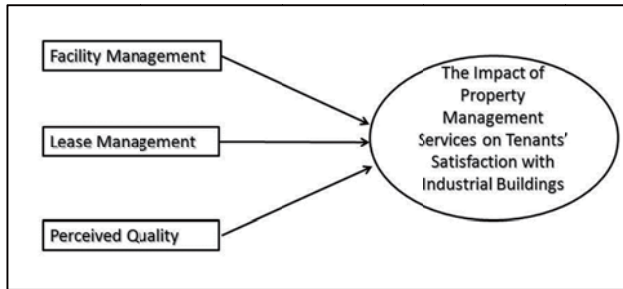 Facility Management
Lease Management
Perceived Quality
The Impact of
Property
Management
Services on Tenants'
Satisfaction with
Industrial Buildings